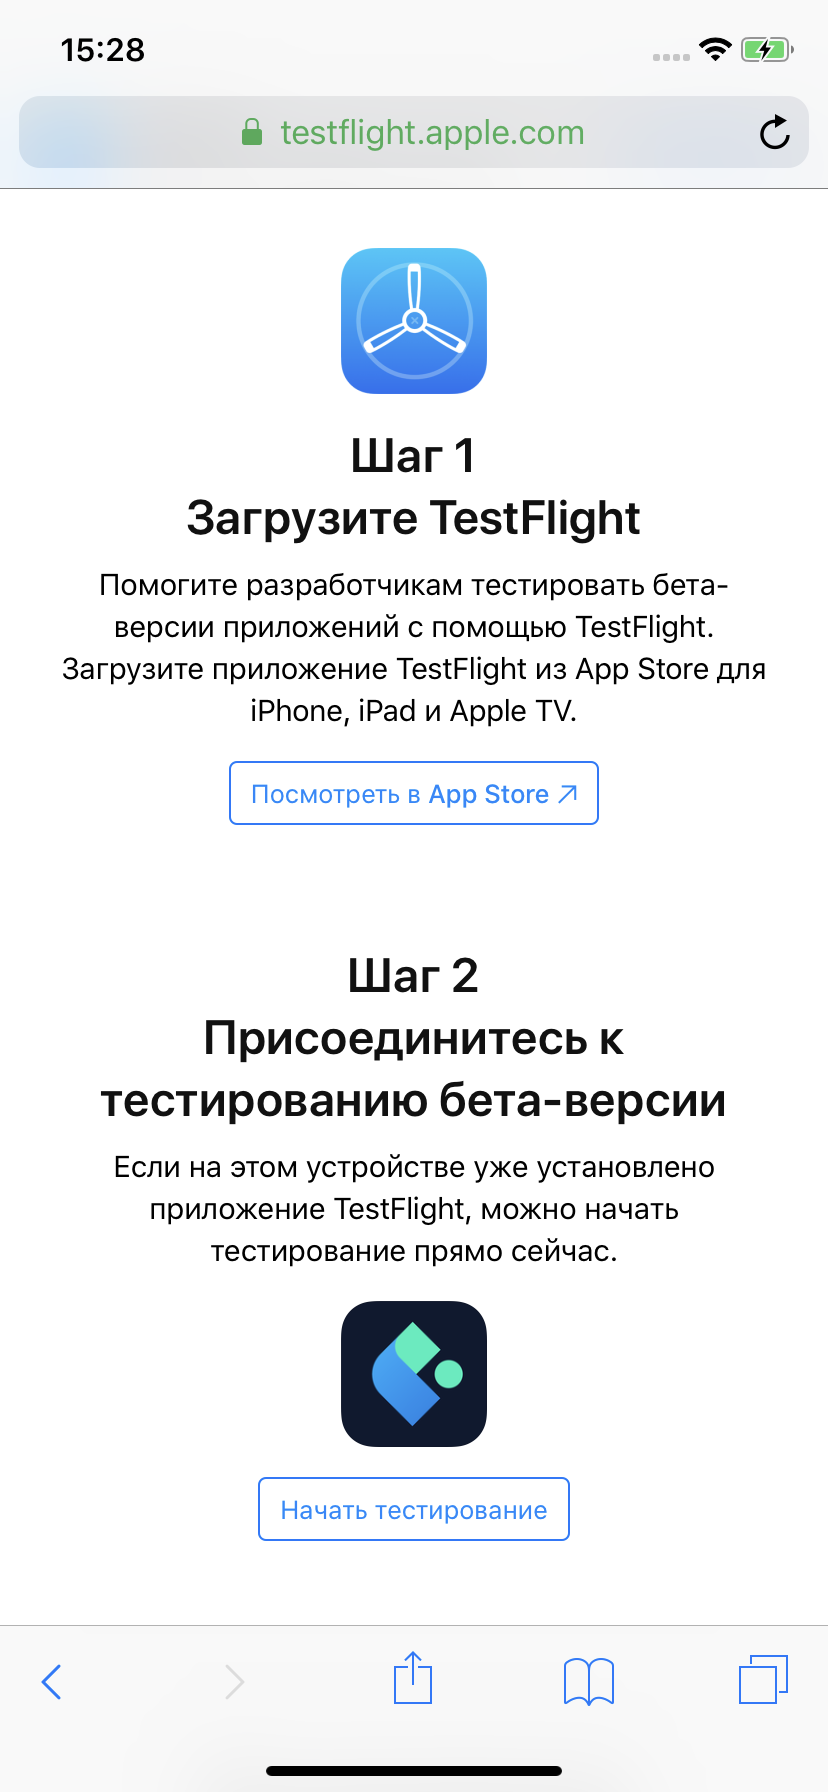 15:28
testflight.apple.com
Шаг 1
Загрузите TestFlight
Помогите разработчикам тестировать бета-
версии приложений с помощью TestFlight.
Загрузите приложение TestFlight из App Store для
iPhone, iPad и Apple TV.
Посмотреть в App Store
Шаг 2
Присоединитесь к
тестированию бета-версии
Если на этом устройстве уже установлено
приложение TestFlight, можно начать
тестирование прямо сейчас.
Начать тестирование